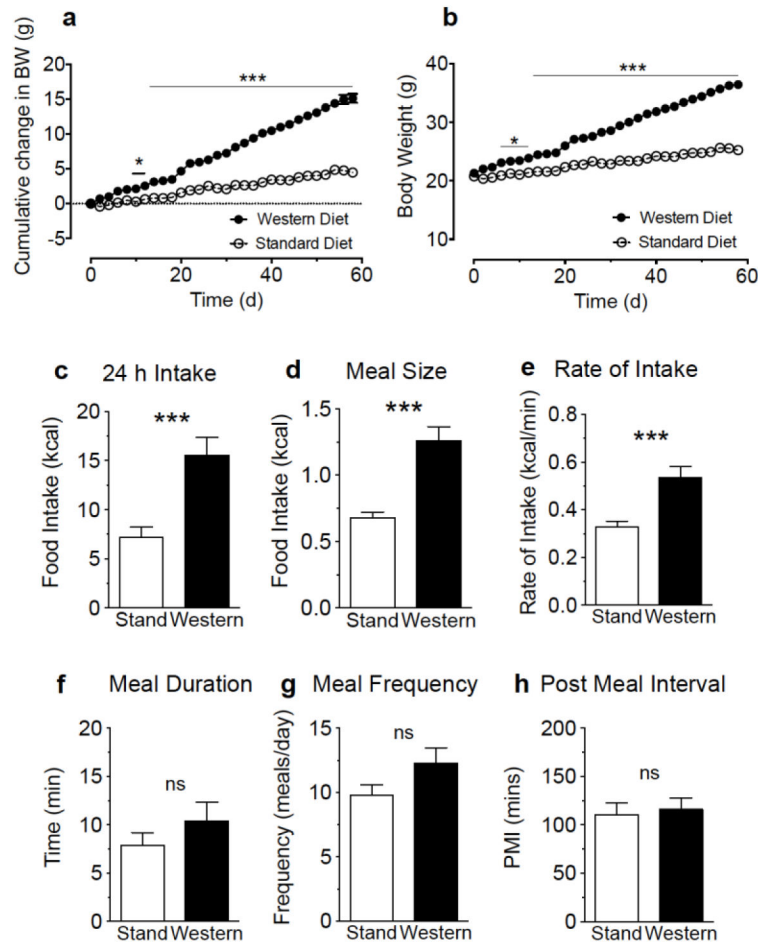 a
Cumulative change in BW (g)
20
15
10
5
0
-5
***
*
Western Diet
Standard Diet
0 20 40 60
Time (d)
b
Body Weight (g)
40
30
20
10
***
*
Western Diet
Standard Diet
0 20 40 60
Time (d)
c 24 h Intake
Food Intake (kcal)
20
15
10
5
0
***
Stand Western
d Meal Size
Food Intake (kcal)
1.5
1.0
0.5
0.0
***
Stand Western
e Rate of Intake
Rate of Intake (kcal/min)
0.8
0.6
0.4
0.2
0.0
***
Stand Western
f Meal Duration
Time (min)
20
15
10
5
0
ns
Stand Western
g Meal Frequency
Frequency (meals/day)
15
10
5
0
ns
Stand Western
h Post Meal Interval
PMI (mins)
200
150
100
50
0
ns
Stand Western